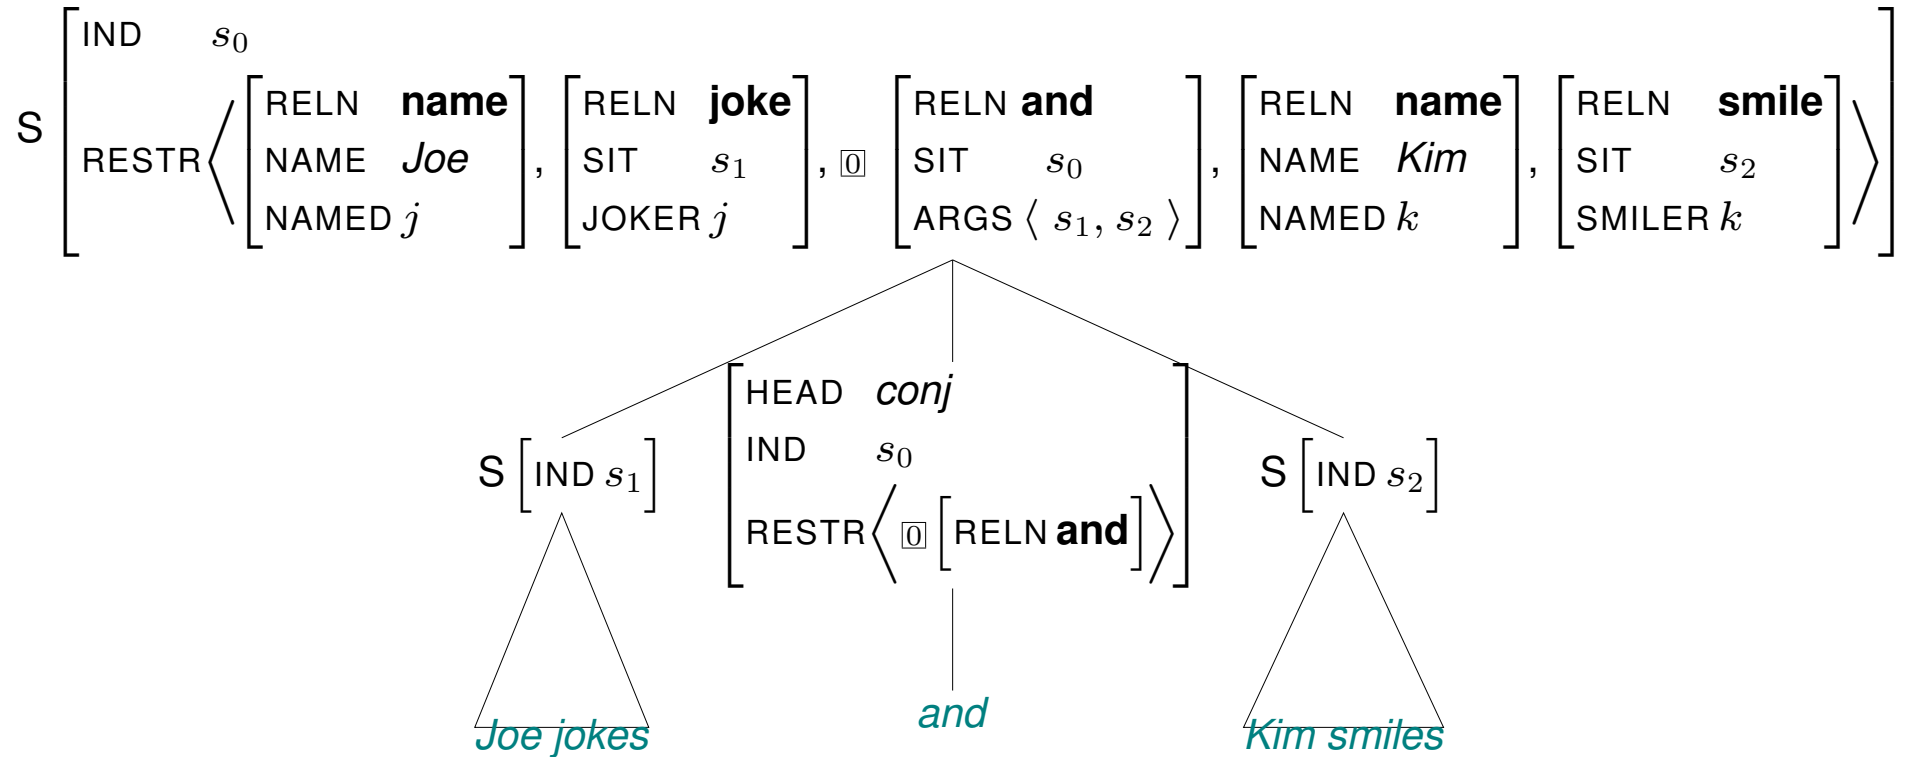 IND s₀
RELN name RELN joke RELN and RELN name RELN smile
S RESTR ⟨ NAME Joe , SIT s₁ , 0 SIT s₀ , NAME Kim , SIT s₂ ⟩
NAMED j JOKER j ARGS ⟨ s₁, s₂ ⟩ NAMED k SMILER k
HEAD conj
IND s₀
S [IND s₁] S [IND s₂]
RESTR ⟨ 0 [RELN and] ⟩
Joe jokes and Kim smiles